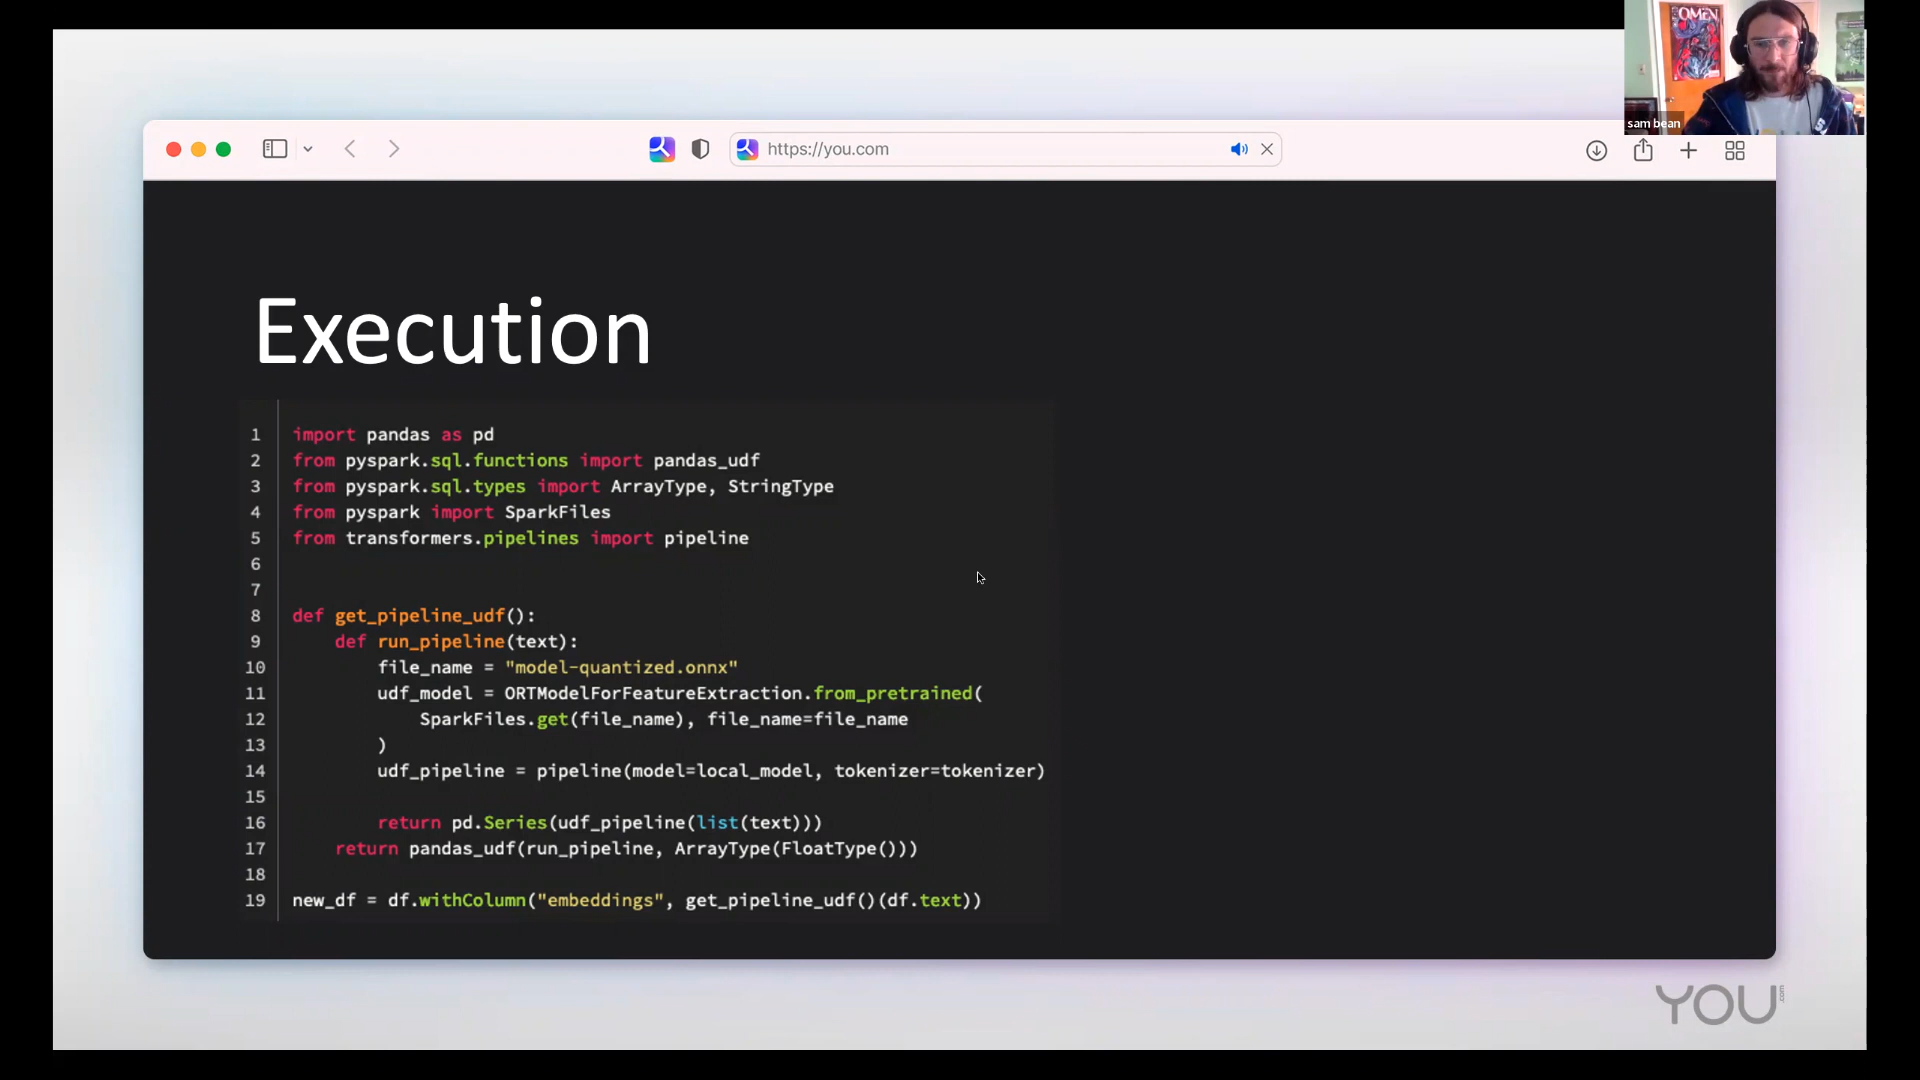 OMEN
sam bean
https://you.com
Execution
1 import pandas as pd
2 from pyspark.sql.functions import pandas_udf
3 from pyspark.sql.types import ArrayType, StringType
4 from pyspark import SparkFiles
5 from transformers.pipelines import pipeline
6
7
8 def get_pipeline_udf():
9     def run_pipeline(text):
10         file_name = "model-quantized.onnx"
11         udf_model = ORTModelForFeatureExtraction.from_pretrained(
12             SparkFiles.get(file_name), file_name=file_name
13         )
14         udf_pipeline = pipeline(model=local_model, tokenizer=tokenizer)
15
16         return pd.Series(udf_pipeline(list(text)))
17     return pandas_udf(run_pipeline, ArrayType(FloatType()))
18
19 new_df = df.withColumn("embeddings", get_pipeline_udf()(df.text))
YOU.com